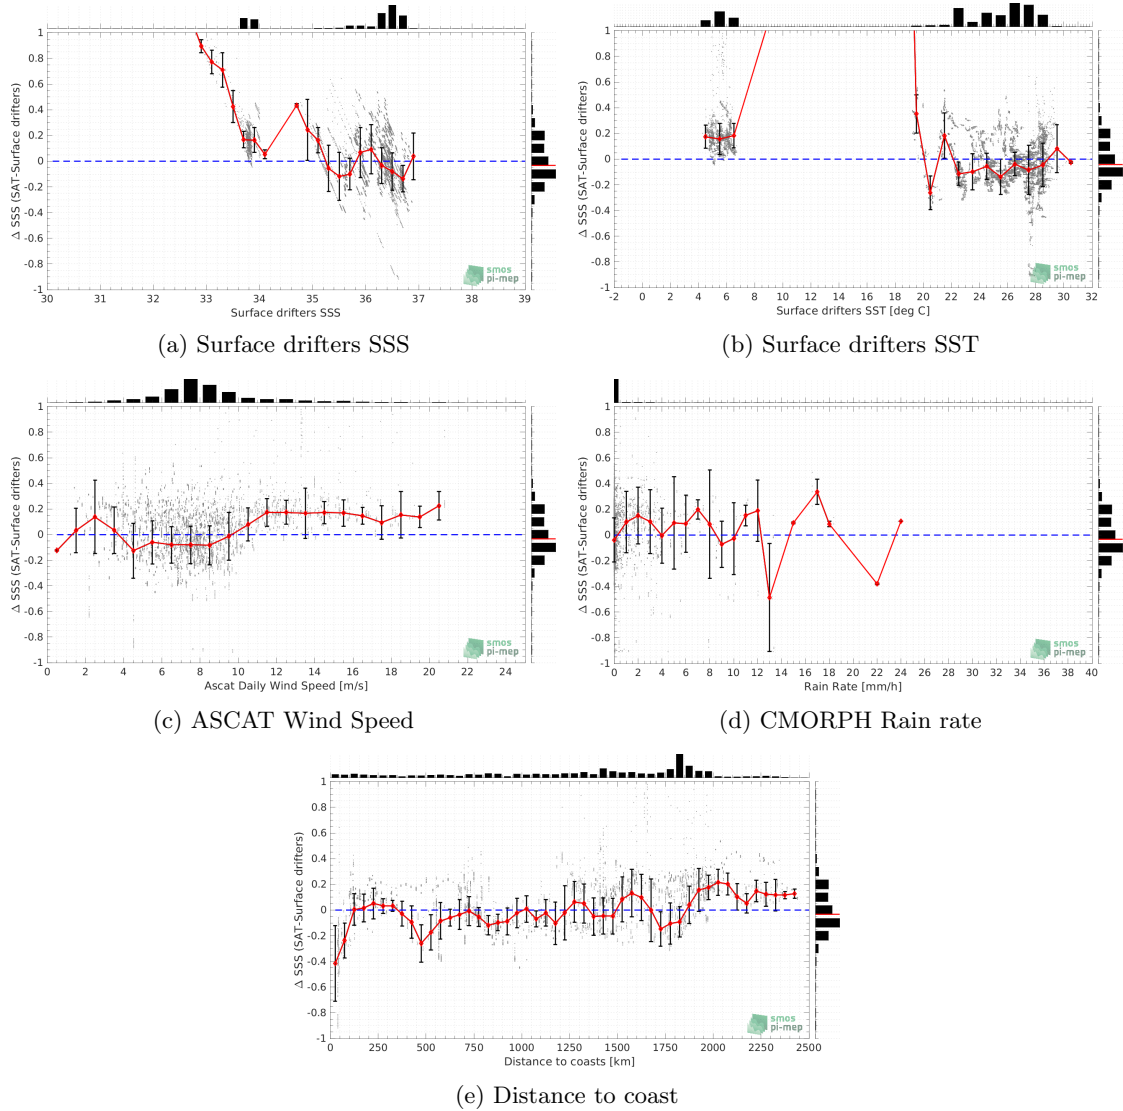 1
0.8
0.6
0.4
0.2
0
-0.2
-0.4
-0.6
-0.8
-1
Δ SSS (SAT-Surface drifters)
smos
pi-mep
30 31 32 33 34 35 36 37 38 39
Surface drifters SSS
(a) Surface drifters SSS
1
0.8
0.6
0.4
0.2
0
-0.2
-0.4
-0.6
-0.8
-1
Δ SSS (SAT-Surface drifters)
smos
pi-mep
-2 0 2 4 6 8 10 12 14 16 18 20 22 24 26 28 30 32
Surface drifters SST [deg C]
(b) Surface drifters SST
1
0.8
0.6
0.4
0.2
0
-0.2
-0.4
-0.6
-0.8
-1
Δ SSS (SAT-Surface drifters)
smos
pi-mep
0 2 4 6 8 10 12 14 16 18 20 22 24
Ascat Daily Wind Speed [m/s]
(c) ASCAT Wind Speed
1
0.8
0.6
0.4
0.2
0
-0.2
-0.4
-0.6
-0.8
-1
Δ SSS (SAT-Surface drifters)
smos
pi-mep
0 2 4 6 8 10 12 14 16 18 20 22 24 26 28 30 32 34 36 38 40
Rain Rate [mm/h]
(d) CMORPH Rain rate
1
0.8
0.6
0.4
0.2
0
-0.2
-0.4
-0.6
-0.8
-1
Δ SSS (SAT-Surface drifters)
smos
pi-mep
0 250 500 750 1000 1250 1500 1750 2000 2250 2500
Distance to coasts [km]
(e) Distance to coast